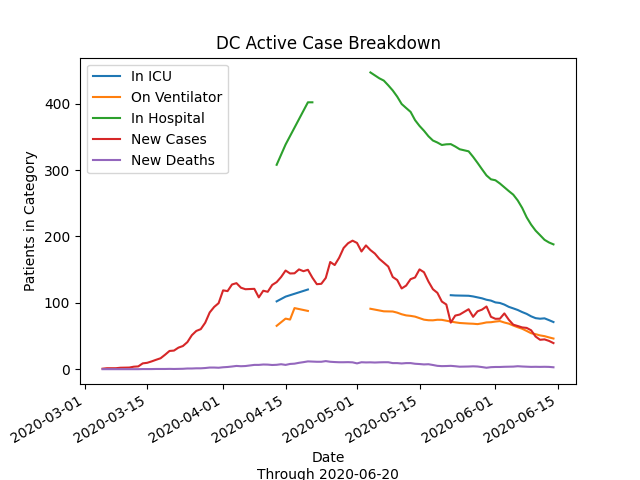 DC Active Case Breakdown
In ICU
On Ventilator
In Hospital
New Cases
New Deaths
Patients in Category
400
300
200
100
0
2020-03-01
2020-03-15
2020-04-01
2020-04-15
2020-05-01
2020-05-15
2020-06-01
2020-06-15
Date
Through 2020-06-20